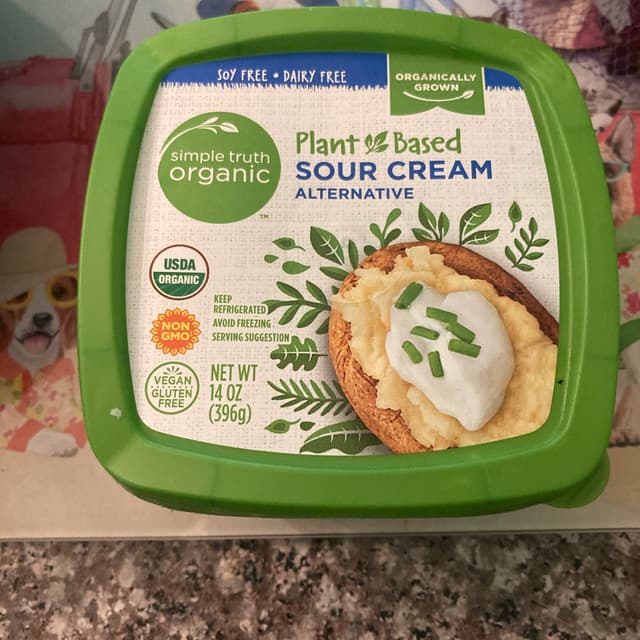 SOY FREE • DAIRY FREE
ORGANICALLY
GROWN
simple truth
organic
™
Plant Based
SOUR CREAM
ALTERNATIVE
USDA
ORGANIC
NON
GMO
VEGAN
GLUTEN
FREE
KEEP
REFRIGERATED
AVOID FREEZING
SERVING SUGGESTION
NET WT
14 OZ
(396g)